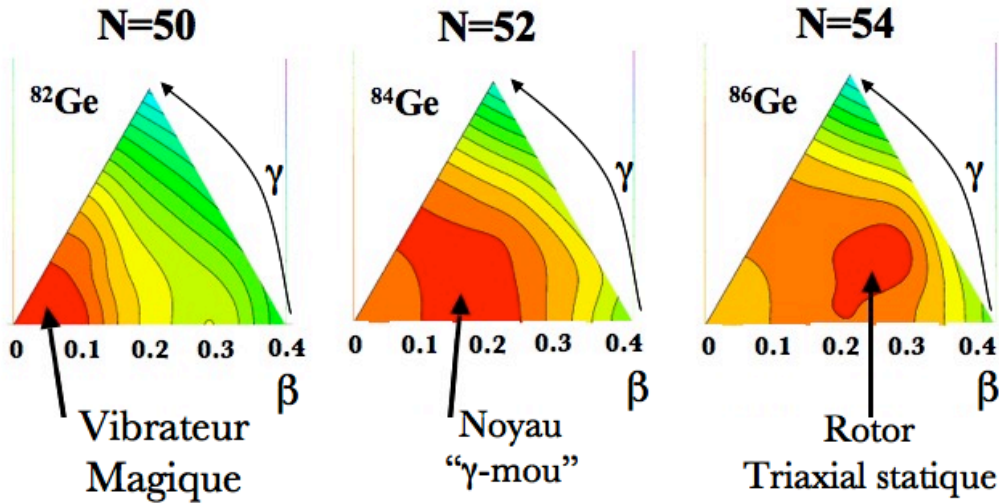 N=50
⁸²Ge
γ
0 0.1 0.2 0.3 0.4
β
Vibrateur
Magique
N=52
⁸⁴Ge
γ
0 0.1 0.2 0.3 0.4
β
Noyau
“γ-mou”
N=54
⁸⁶Ge
γ
0 0.1 0.2 0.3 0.4
β
Rotor
Triaxial statique